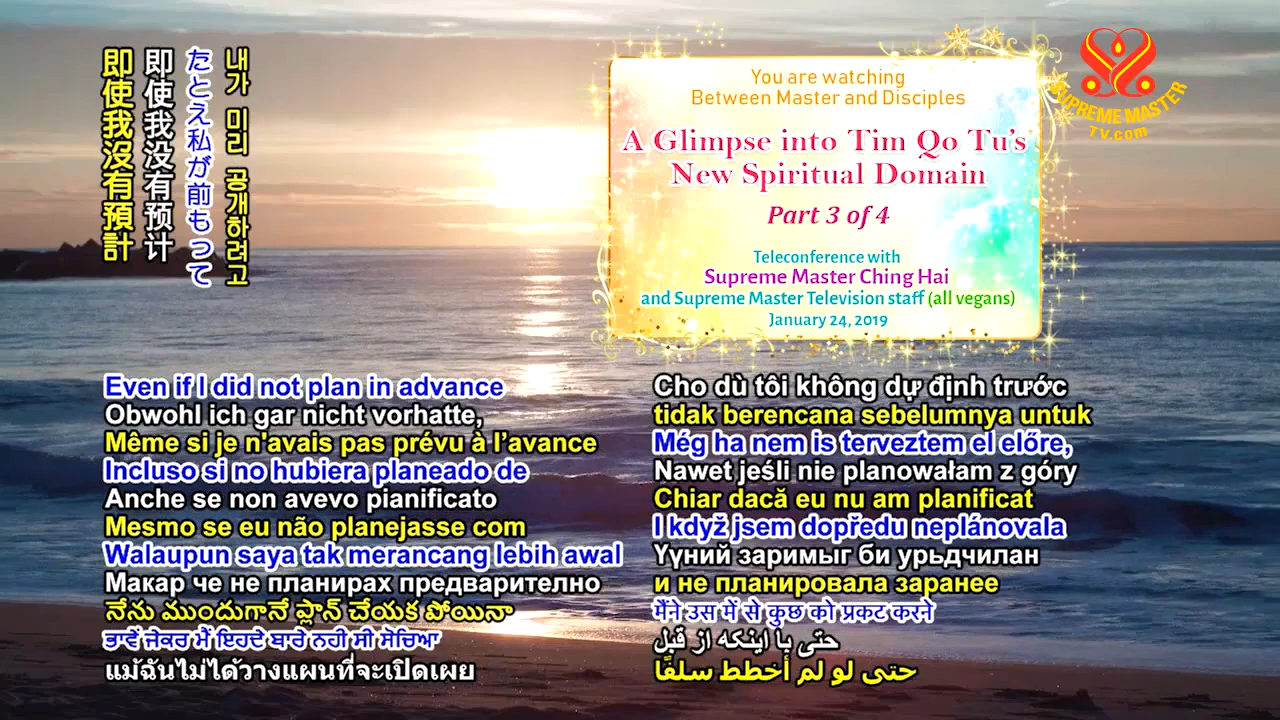 即使我沒有預計
即使我没有预计
たとえ私が前もって
내가 미리 공개하려고
You are watching
Between Master and Disciples
A Glimpse into Tim Qo Tu's
New Spiritual Domain
Part 3 of 4
Teleconference with
Supreme Master Ching Hai
and Supreme Master Television staff (all vegans)
January 24, 2019
SUPREME MASTER
TV.com
Even if I did not plan in advance
Obwohl ich gar nicht vorhatte,
Même si je n'avais pas prévu à l’avance
Incluso si no hubiera planeado de
Anche se non avevo pianificato
Mesmo se eu não planejasse com
Walaupun saya tak merancang lebih awal
Макар че не планирах предварително
నేను ముందుగానే ప్లాన్ చేయక పోయినా
ਭਾਵੇਂ ਜੇਕਰ ਮੈਂ ਇਹਦੇ ਬਾਰੇ ਨਹੀ ਸੀ ਸੋਚਿਆ
แม้ฉันไม่ได้วางแผนที่จะเปิดเผย
Cho dù tôi không dự định trước
tidak berencana sebelumnya untuk
Még ha nem is terveztem el előre,
Nawet jeśli nie planowałam z góry
Chiar dacă eu nu am planificat
I když jsem dopředu neplánovala
Үүний заримыг би урьдчилан
и не планировала заранее
मैंने उस में से कुछ को प्रकट करने
حتی با اینکه از قبل
حتى لو لم أخطط سلفًا